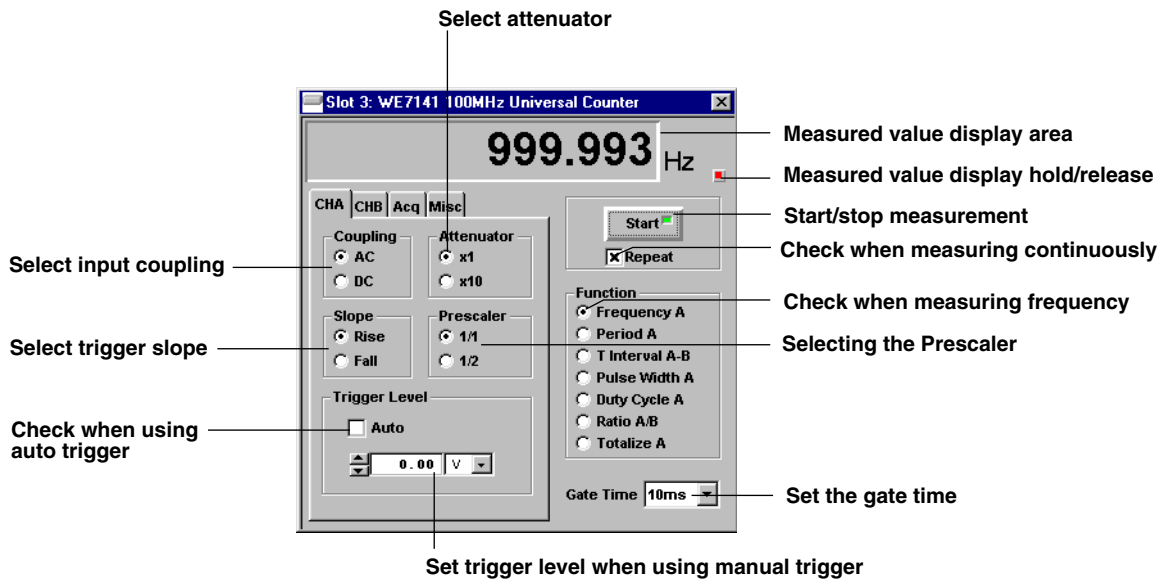 Select attenuator
Slot 3: WE7141 100MHz Universal Counter
999.993 Hz
Measured value display area
Measured value display hold/release
CHA CHB Acq Misc
Start
Start/stop measurement
Repeat
Check when measuring continuously
Select input coupling
Coupling
AC
DC
Attenuator
x1
x10
Function
Frequency A
Check when measuring frequency
Period A
T Interval A-B
Pulse Width A
Duty Cycle A
Ratio A/B
Totalize A
Select trigger slope
Slope
Rise
Fall
Prescaler
1/1
1/2
Selecting the Prescaler
Trigger Level
Check when using
auto trigger
Auto
0.00 V
Gate Time 10ms
Set the gate time
Set trigger level when using manual trigger